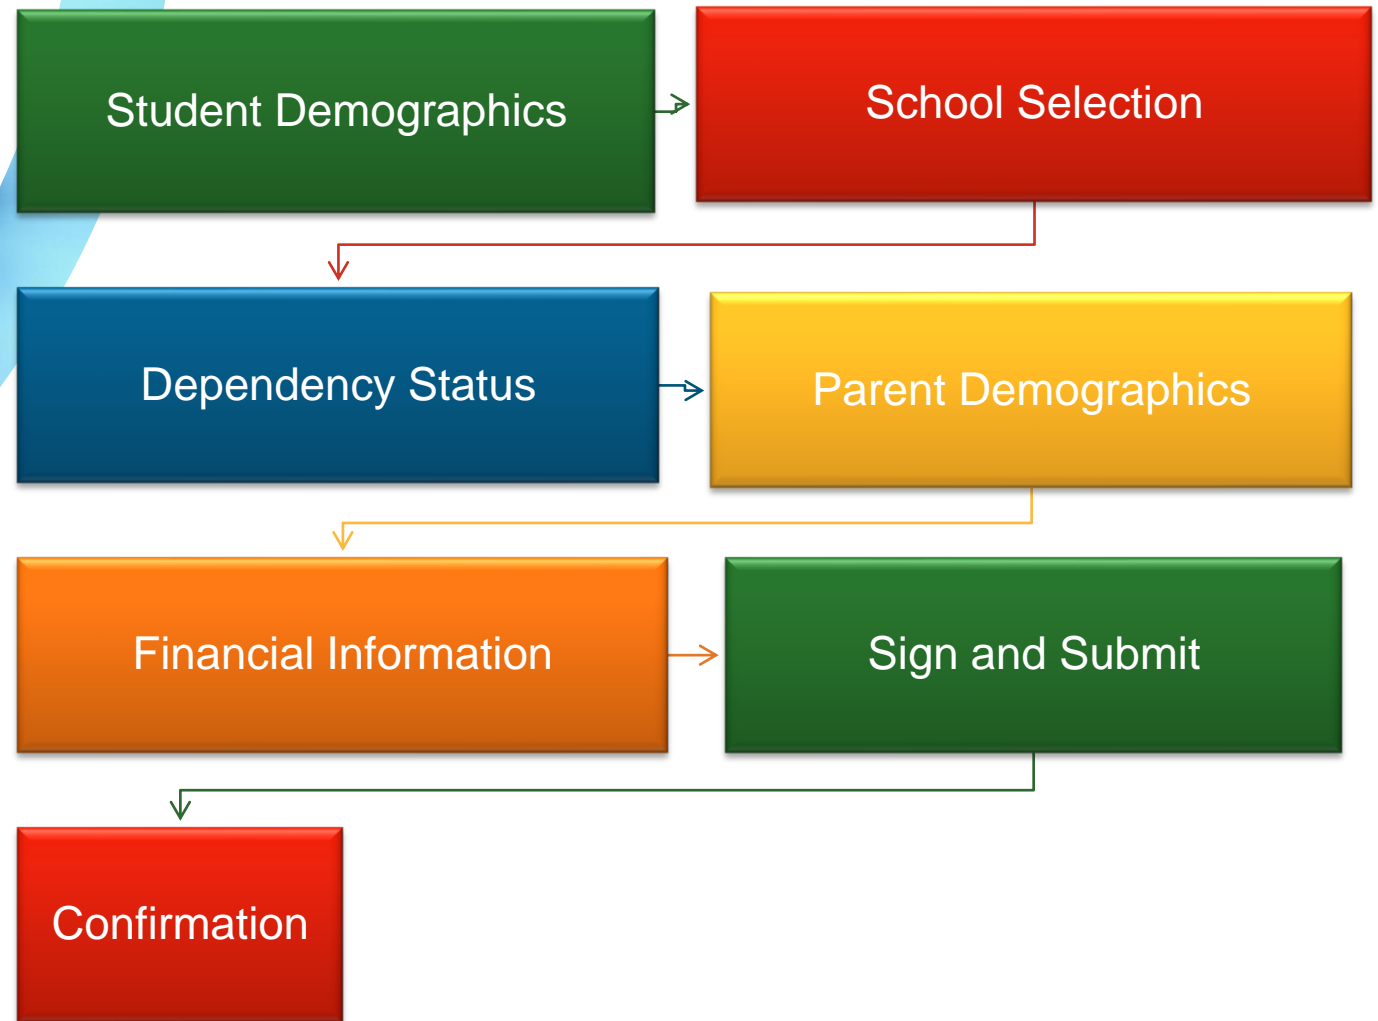 Student Demographics
School Selection
Dependency Status
Parent Demographics
Financial Information
Sign and Submit
Confirmation